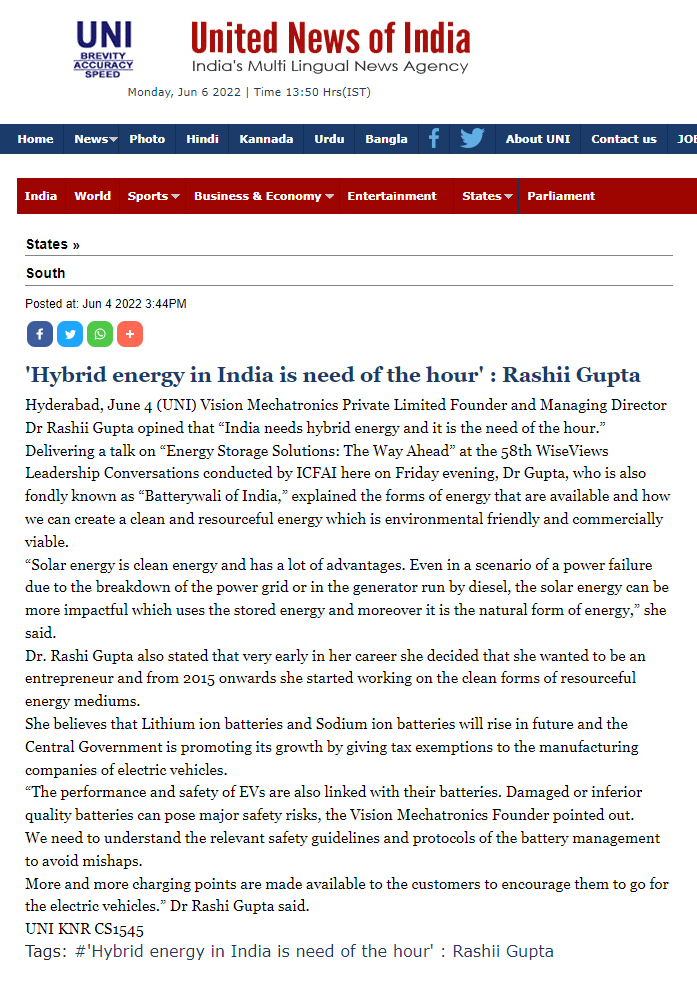 UNI
BREVITY
ACCURACY
SPEED
United News of India
India's Multi Lingual News Agency
Monday, Jun 6 2022 | Time 13:50 Hrs(IST)
Home News Photo Hindi Kannada Urdu Bangla f About UNI Contact us JOB
India World Sports Business & Economy Entertainment States Parliament
States »
South
Posted at: Jun 4 2022 3:44PM
'Hybrid energy in India is need of the hour' : Rashii Gupta
Hyderabad, June 4 (UNI) Vision Mechatronics Private Limited Founder and Managing Director
Dr Rashii Gupta opined that “India needs hybrid energy and it is the need of the hour.”
Delivering a talk on “Energy Storage Solutions: The Way Ahead” at the 58th WiseViews
Leadership Conversations conducted by ICFAI here on Friday evening, Dr Gupta, who is also
fondly known as “Batterywali of India,” explained the forms of energy that are available and how
we can create a clean and resourceful energy which is environmental friendly and commercially
viable.
“Solar energy is clean energy and has a lot of advantages. Even in a scenario of a power failure
due to the breakdown of the power grid or in the generator run by diesel, the solar energy can be
more impactful which uses the stored energy and moreover it is the natural form of energy,” she
said.
Dr. Rashi Gupta also stated that very early in her career she decided that she wanted to be an
entrepreneur and from 2015 onwards she started working on the clean forms of resourceful
energy mediums.
She believes that Lithium ion batteries and Sodium ion batteries will rise in future and the
Central Government is promoting its growth by giving tax exemptions to the manufacturing
companies of electric vehicles.
“The performance and safety of EVs are also linked with their batteries. Damaged or inferior
quality batteries can pose major safety risks, the Vision Mechatronics Founder pointed out.
We need to understand the relevant safety guidelines and protocols of the battery management
to avoid mishaps.
More and more charging points are made available to the customers to encourage them to go for
the electric vehicles.” Dr Rashi Gupta said.
UNI KNR CS1545
Tags: #'Hybrid energy in India is need of the hour' : Rashii Gupta